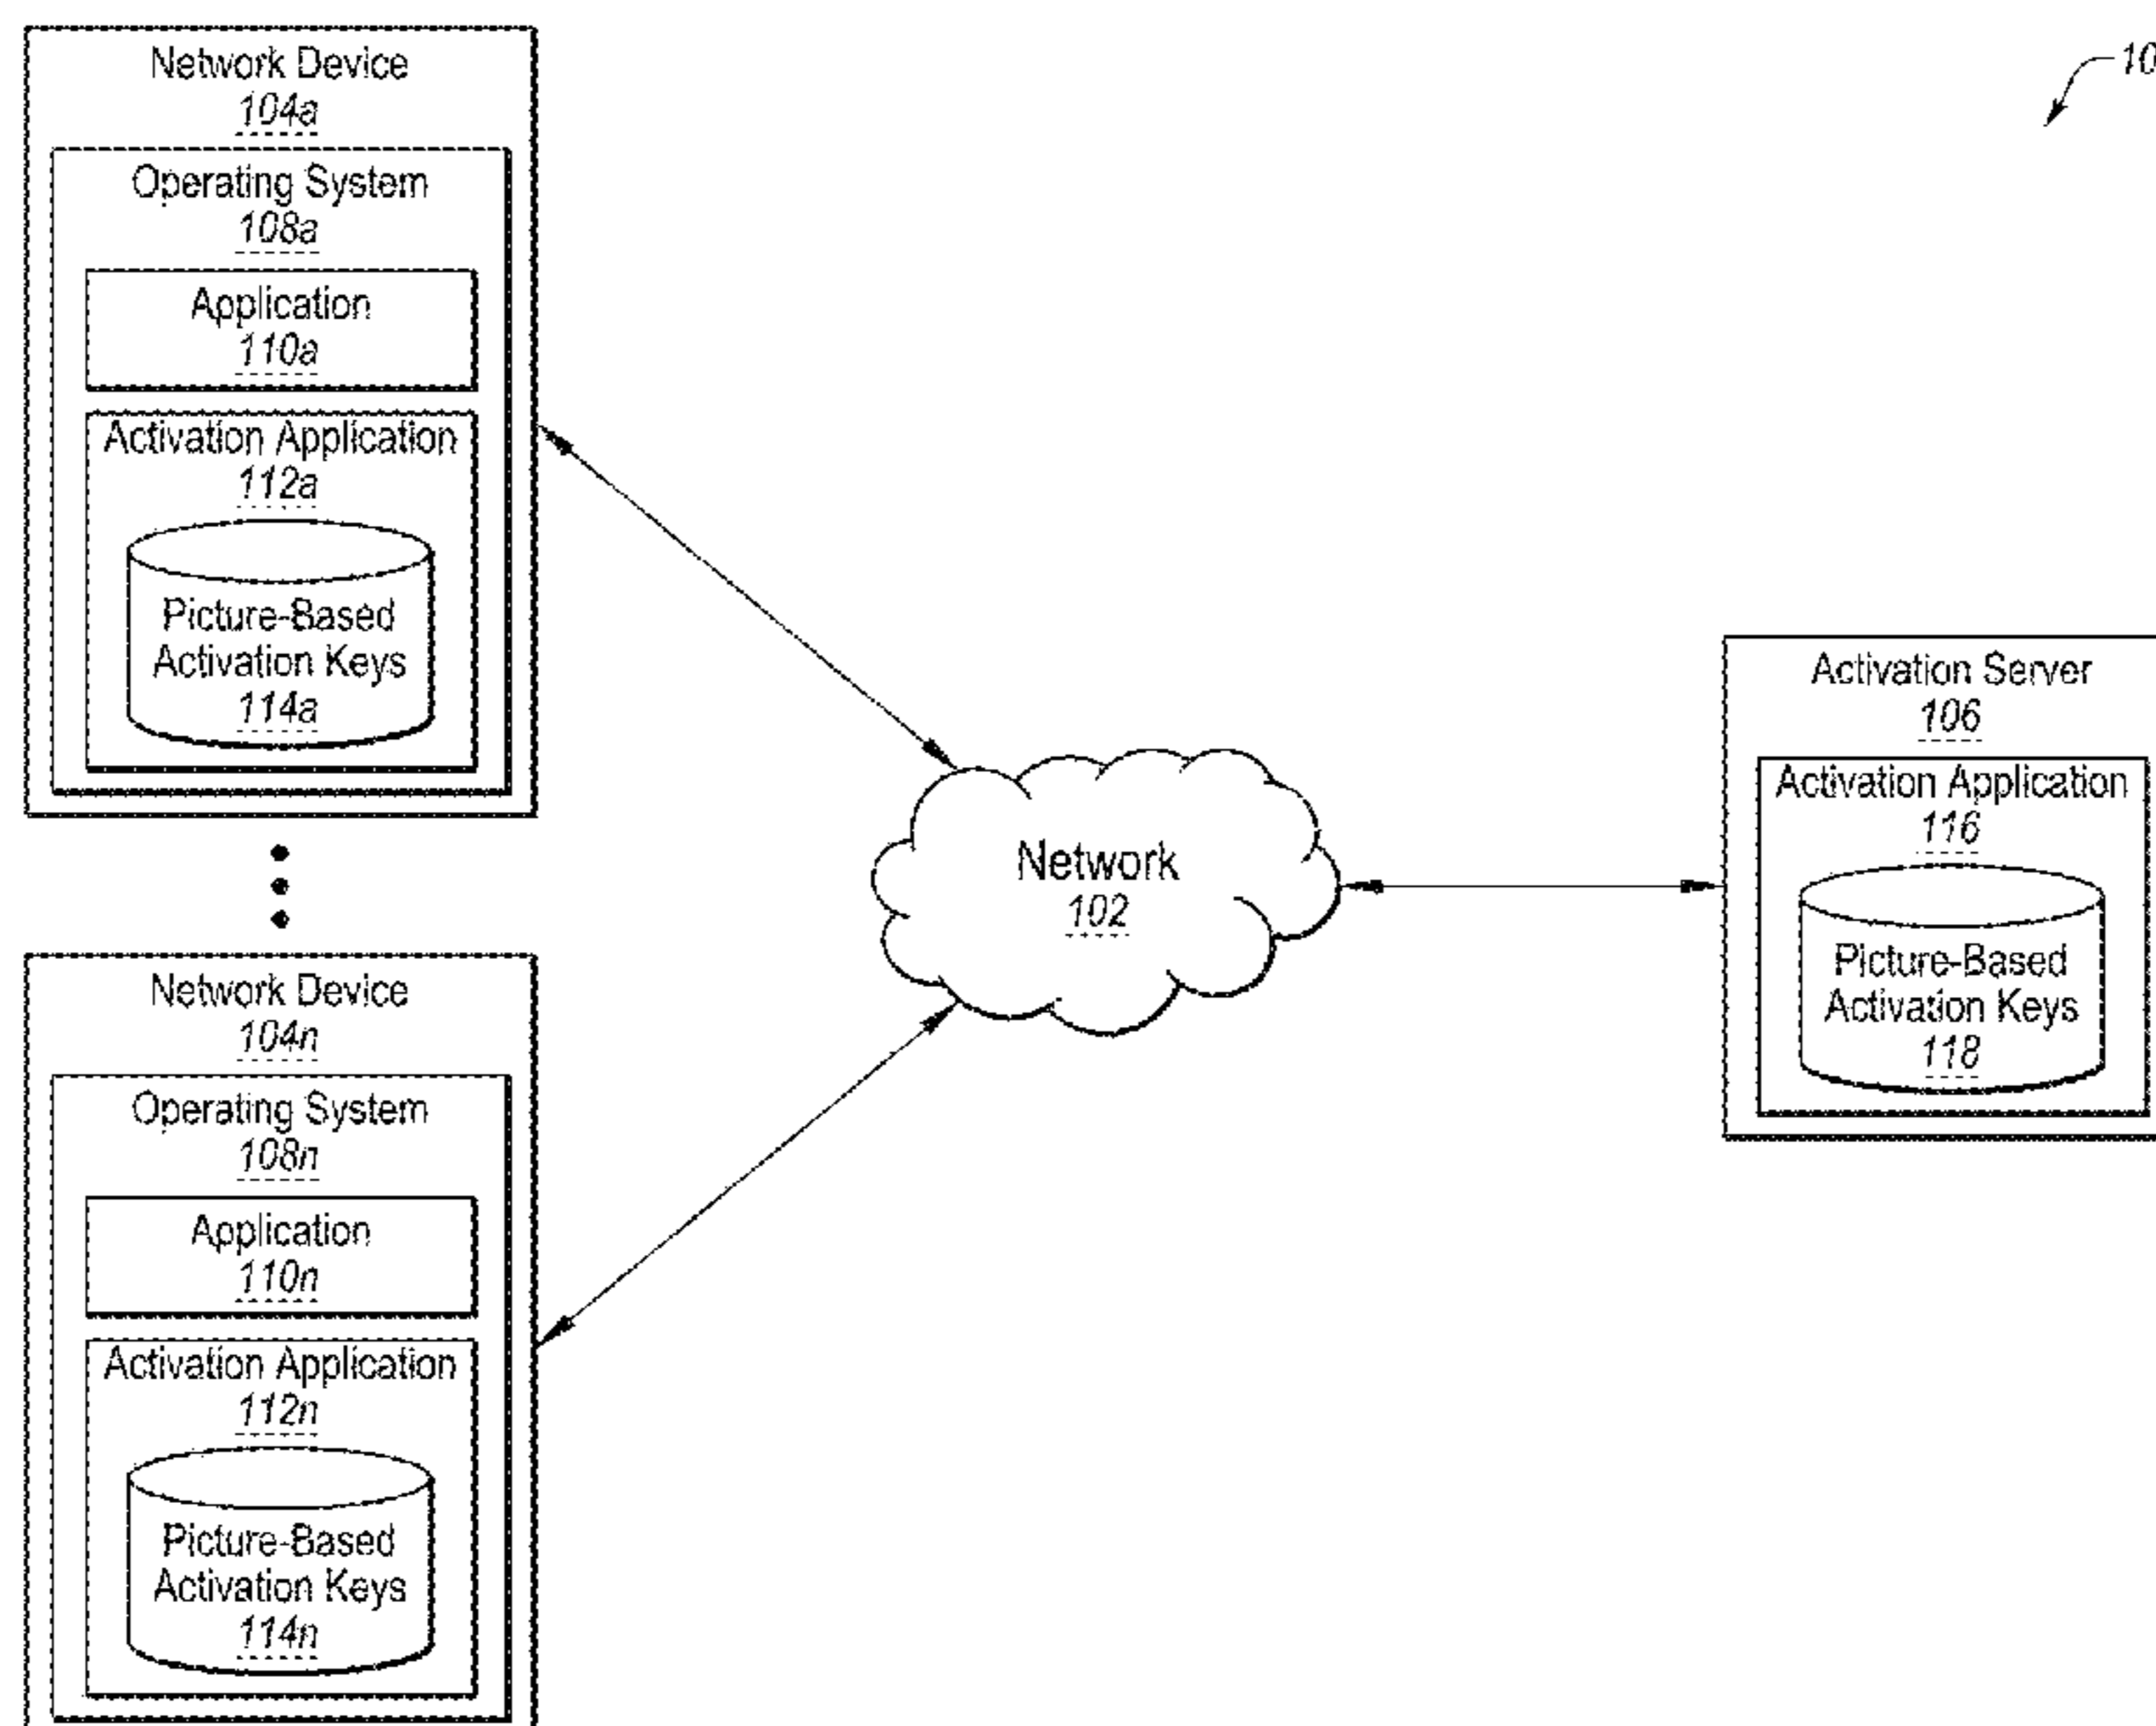 Network Device
104a
Operating System
108a
Application
110a
Activation Application
112a
Picture-Based
Activation Keys
114a
Network Device
104n
Operating System
108n
Application
110n
Activation Application
112n
Picture-Based
Activation Keys
114n
Network
102
10
Activation Server
106
Activation Application
116
Picture-Based
Activation Keys
118